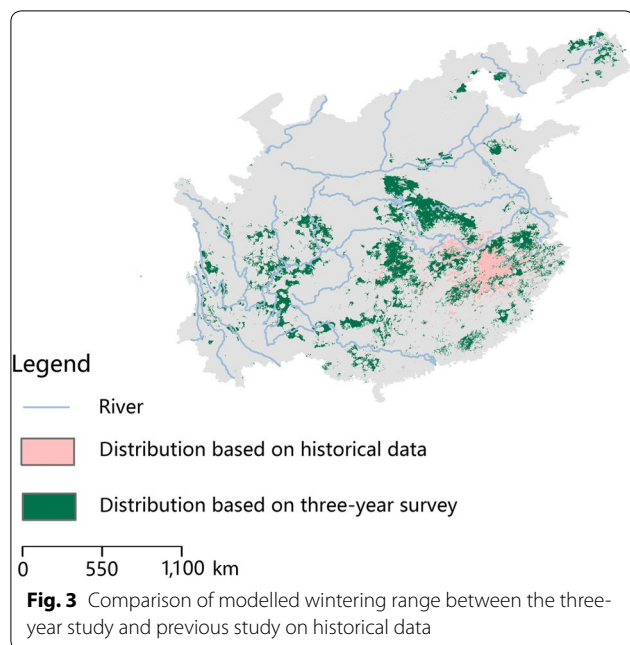 Legend
River
Distribution based on historical data
Distribution based on three-year survey
0 550 1,100 km
Fig. 3 Comparison of modelled wintering range between the three-
year study and previous study on historical data